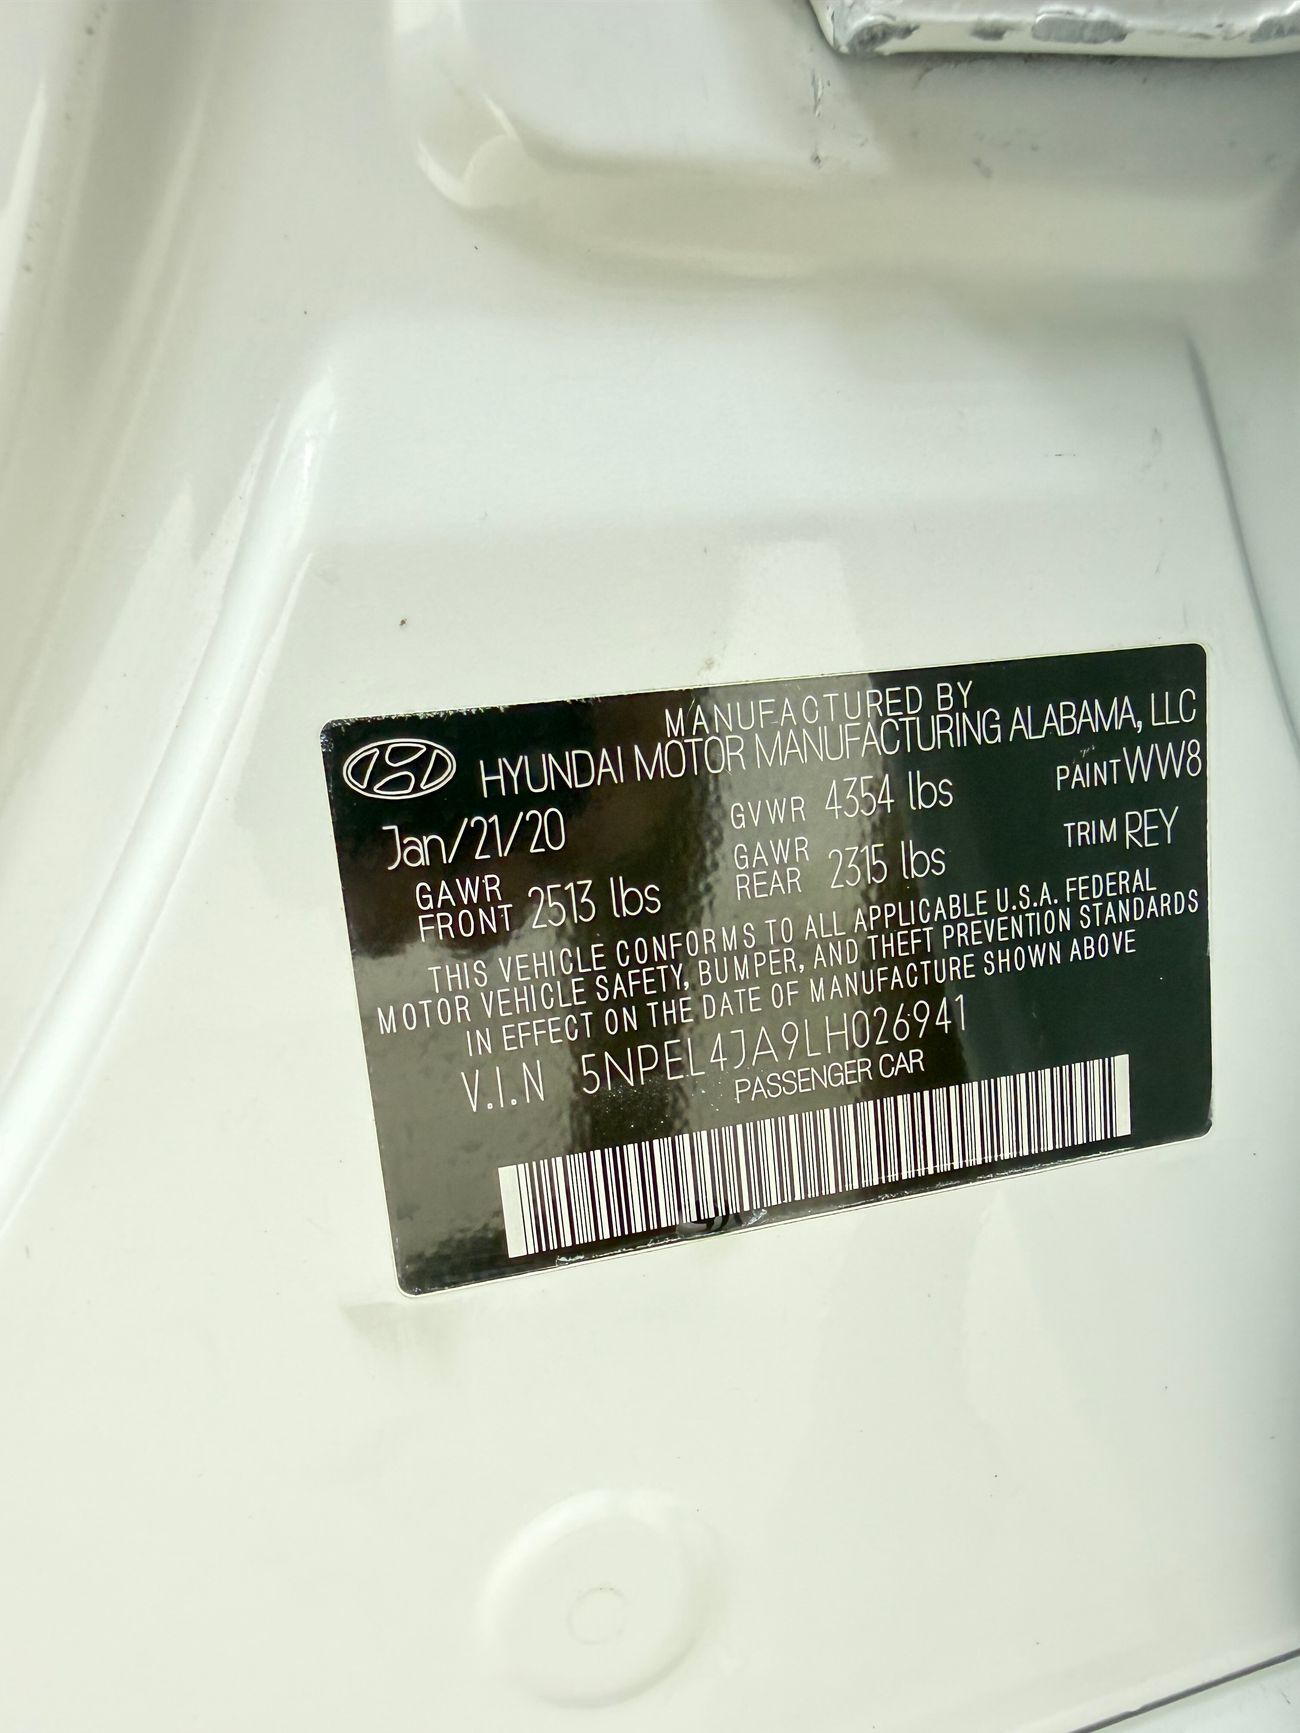 MANUFACTURED BY
HYUNDAI MOTOR MANUFACTURING ALABAMA, LLC
Jan/21/20 GVWR 4354 lbs PAINT WW8
GAWR FRONT 2513 lbs GAWR REAR 2315 lbs TRIM REY
THIS VEHICLE CONFORMS TO ALL APPLICABLE U.S.A. FEDERAL
MOTOR VEHICLE SAFETY, BUMPER, AND THEFT PREVENTION STANDARDS
IN EFFECT ON THE DATE OF MANUFACTURE SHOWN ABOVE
V.I.N 5NPEL4JA9LH026941
PASSENGER CAR